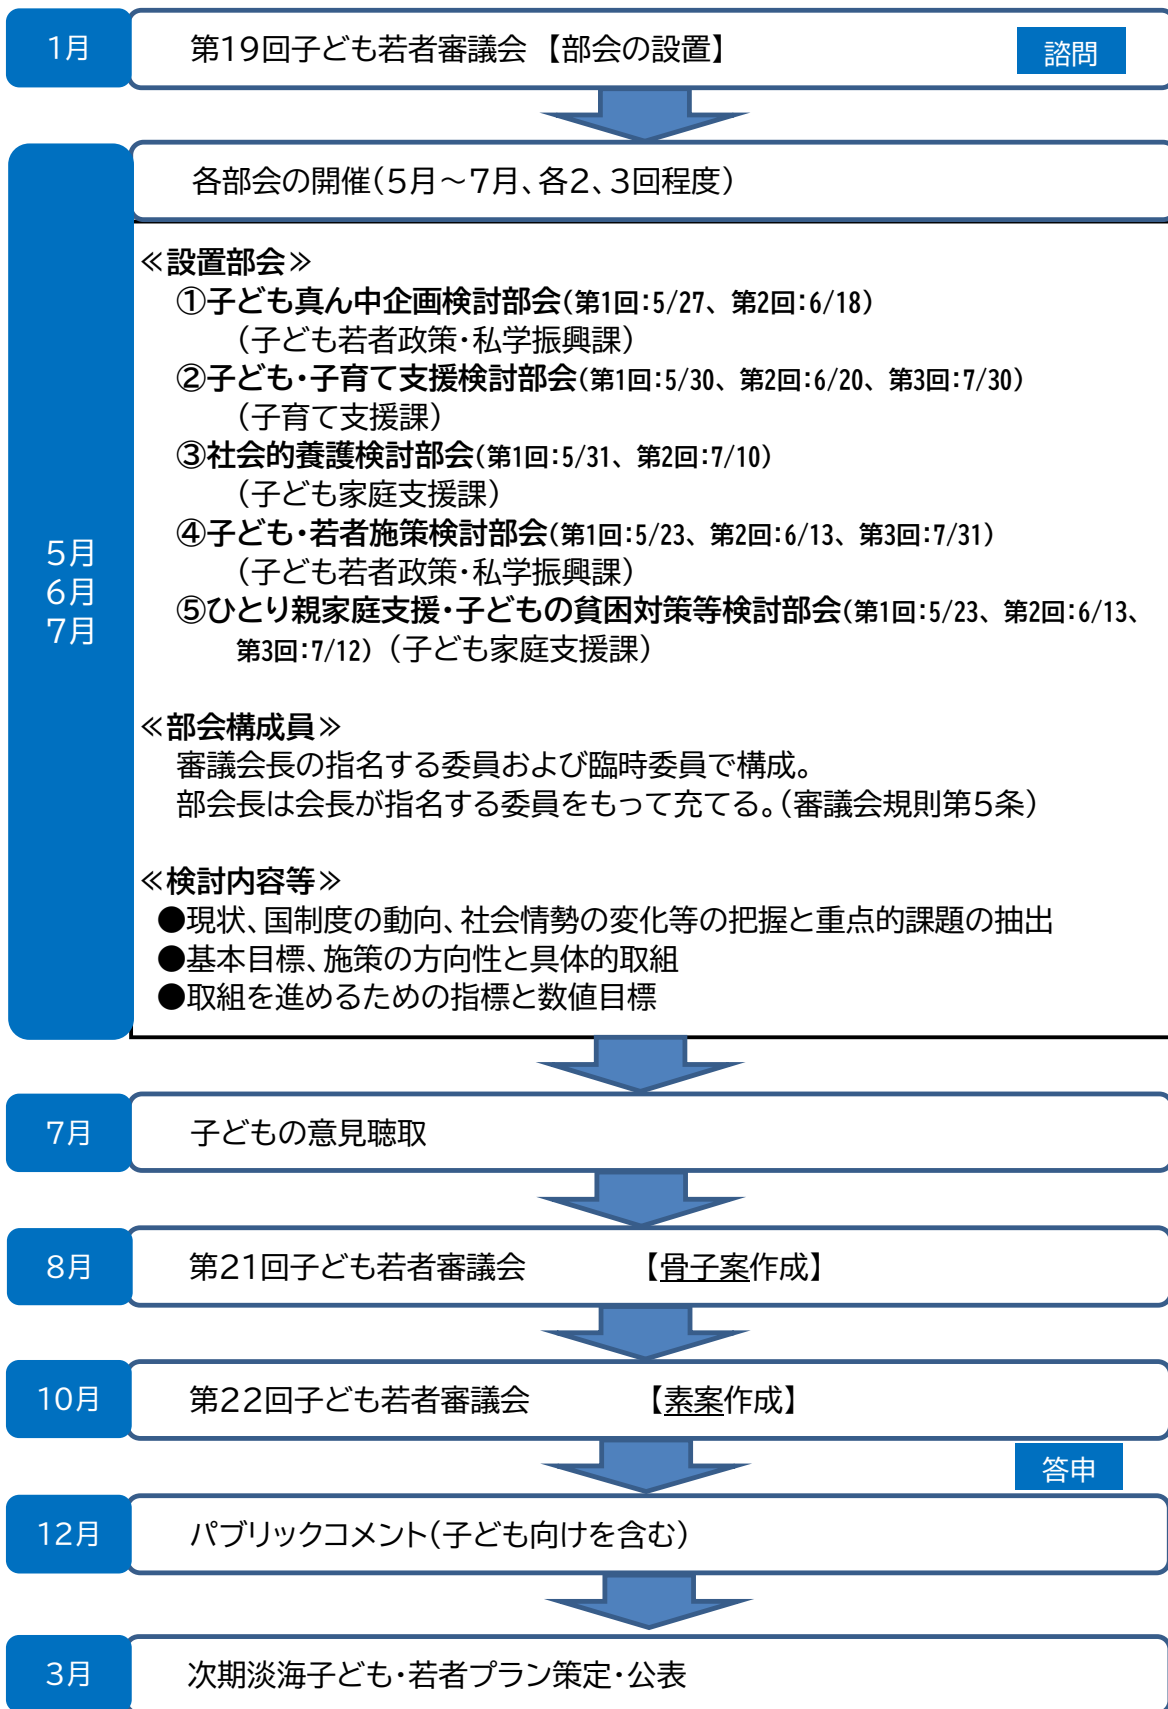 1月
第19回子ども若者審議会 【部会の設置】
諮問
各部会の開催(5月～7月、各2、3回程度)
5月
6月
7月
≪設置部会≫
①子ども真ん中企画検討部会(第1回:5/27、第2回:6/18)
(子ども若者政策・私学振興課)
②子ども・子育て支援検討部会(第1回:5/30、第2回:6/20、第3回:7/30)
(子育て支援課)
③社会的養護検討部会(第1回:5/31、第2回:7/10)
(子ども家庭支援課)
④子ども・若者施策検討部会(第1回:5/23、第2回:6/13、第3回:7/31)
(子ども若者政策・私学振興課)
⑤ひとり親家庭支援・子どもの貧困対策等検討部会(第1回:5/23、第2回:6/13、
第3回:7/12) (子ども家庭支援課)
≪部会構成員≫
審議会長の指名する委員および臨時委員で構成。
部会長は会長が指名する委員をもって充てる。(審議会規則第5条)
≪検討内容等≫
●現状、国制度の動向、社会情勢の変化等の把握と重点的課題の抽出
●基本目標、施策の方向性と具体的取組
●取組を進めるための指標と数値目標
7月
子どもの意見聴取
8月
第21回子ども若者審議会 【骨子案作成】
10月
第22回子ども若者審議会 【素案作成】
答申
12月
パブリックコメント(子ども向けを含む)
3月
次期淡海子ども・若者プラン策定・公表